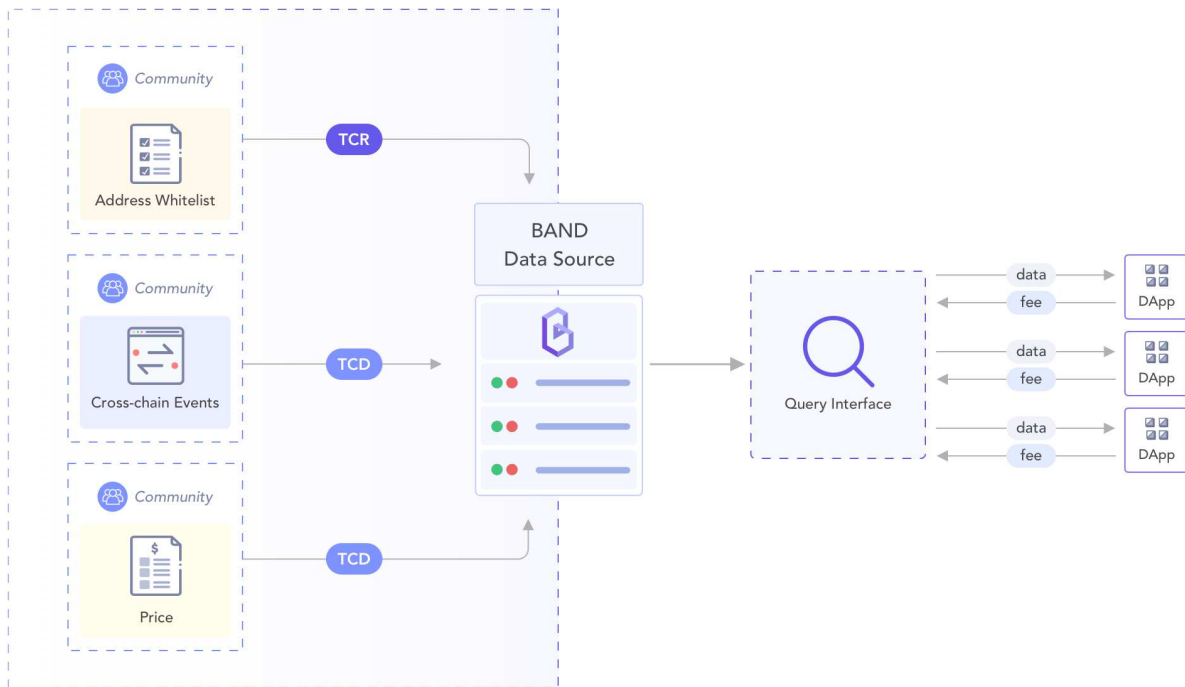 Community
Address Whitelist
TCR
Community
Cross-chain Events
TCD
Community
$
Price
TCD
BAND
Data Source
Query Interface
data
fee
DApp
data
fee
DApp
data
fee
DApp